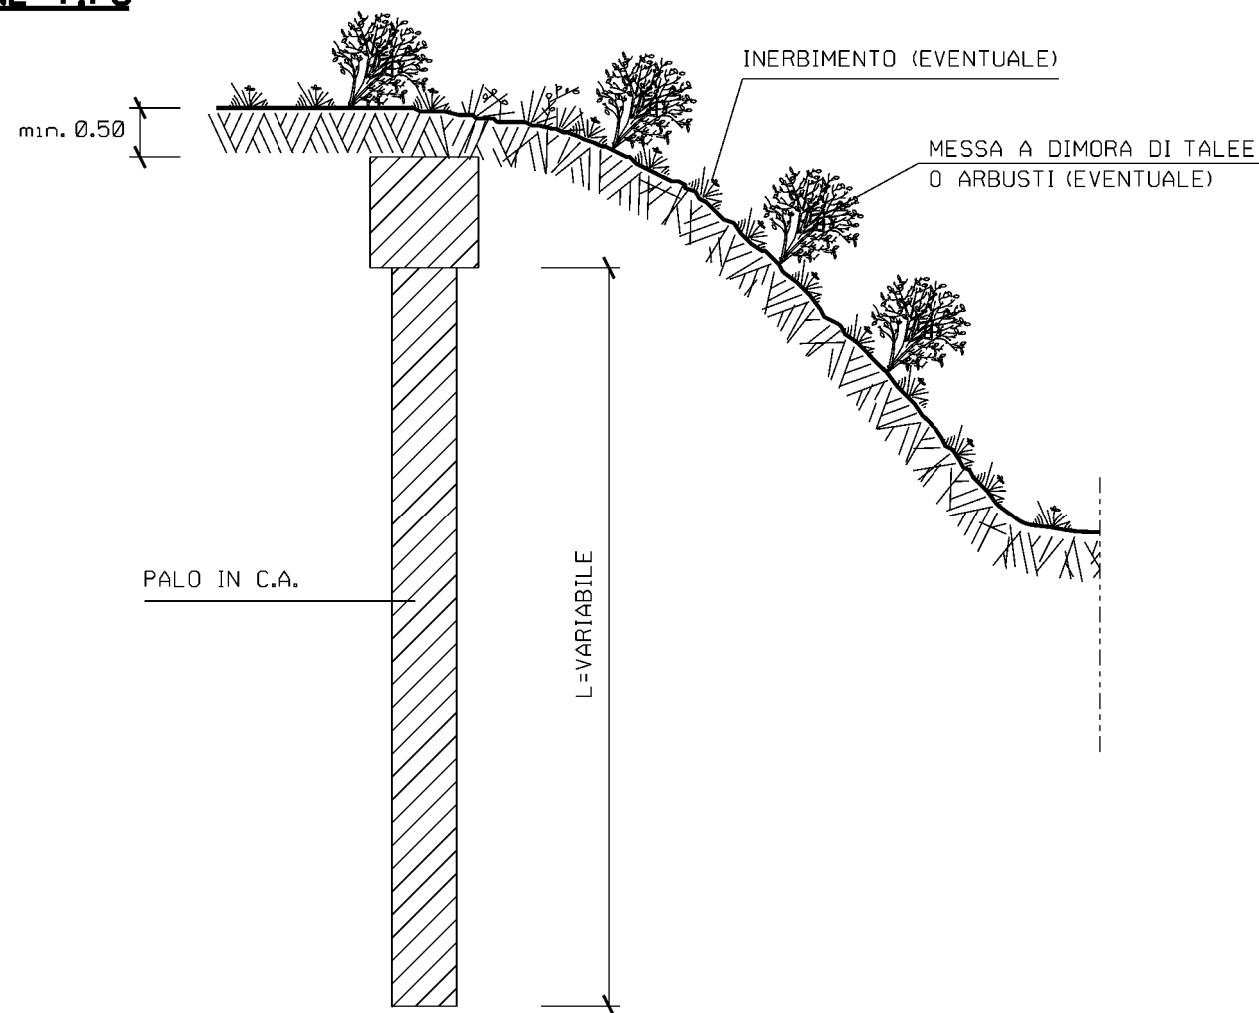 INERBIMENTO (EVENTUALE)
min. 0.50
MESSA A DIMORA DI TALEE
O ARBUSTI (EVENTUALE)
PALO IN C.A.
L=VARIABILE